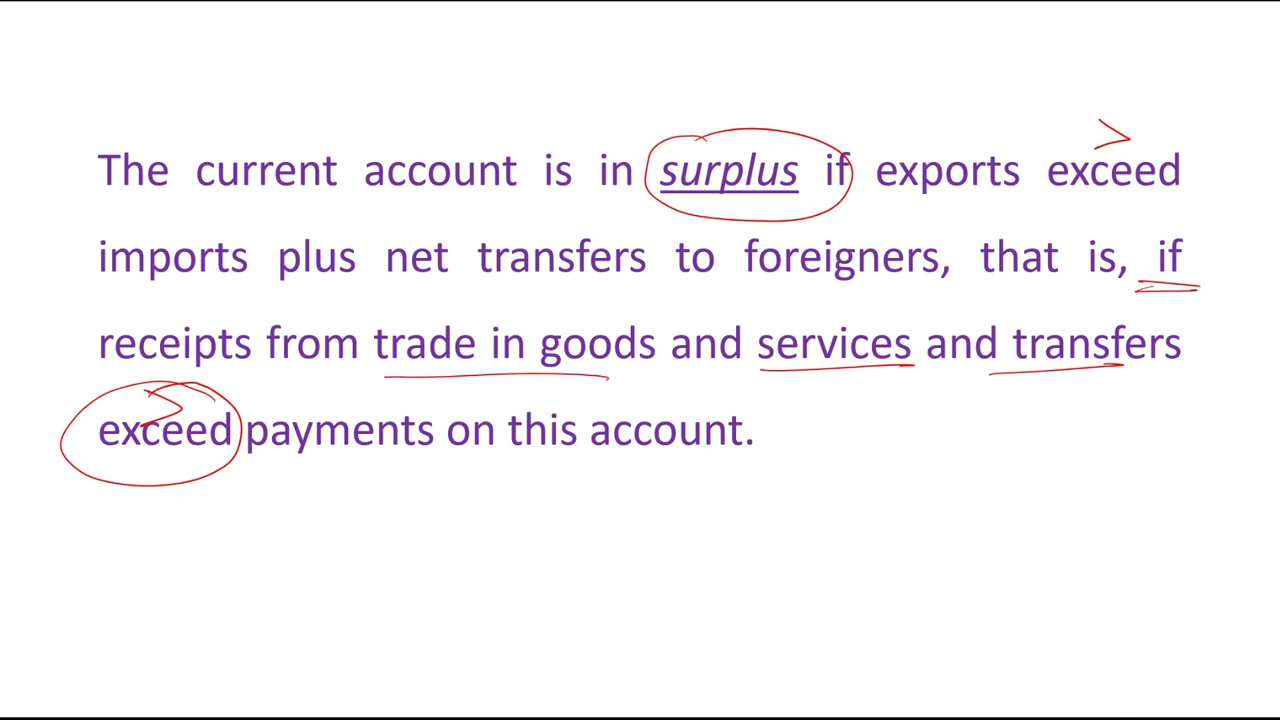 The current account is in surplus if exports exceed
imports plus net transfers to foreigners, that is, if
receipts from trade in goods and services and transfers
exceed payments on this account.